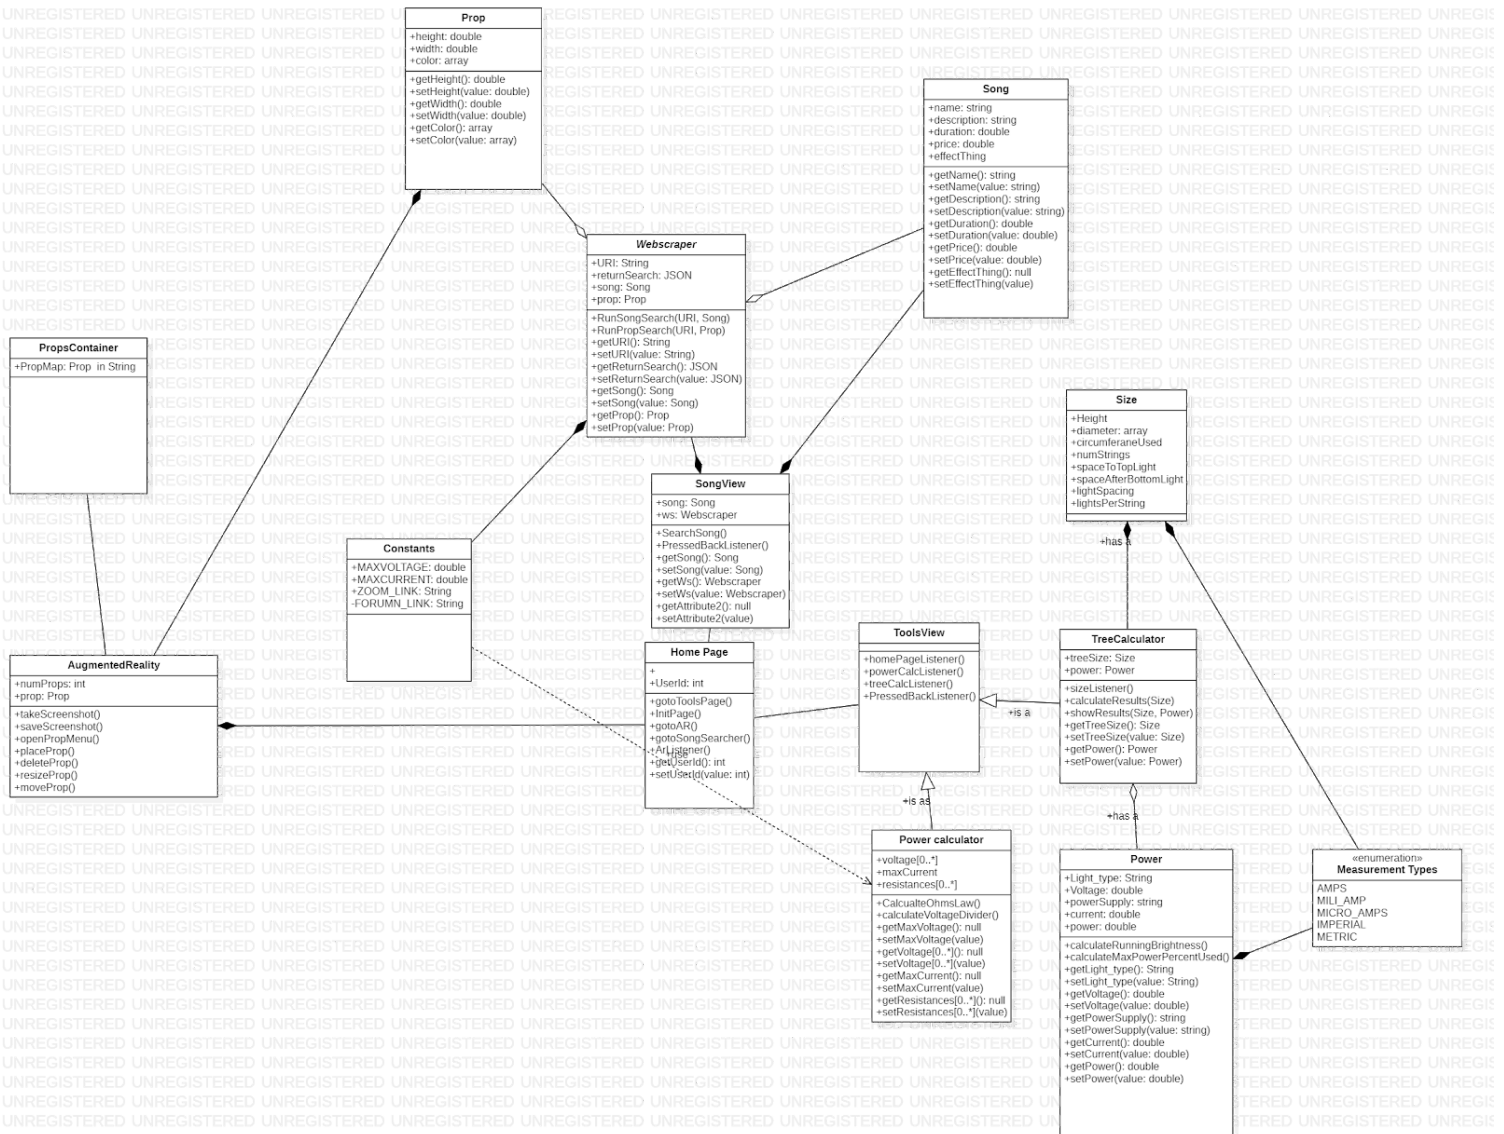 Prop
+height: double
+width: double
+color: array
+getHeight(): double
+setHeight(value: double)
+getWidth(): double
+setWidth(value: double)
+getColor(): array
+setColor(value: array)
Song
+name: string
+description: string
+duration: double
+price: double
+effectThing
+getName(): string
+setName(value: string)
+getDescription(): string
+setDescription(value: string)
+getDuration(): double
+setDuration(value: double)
+getPrice(): double
+setPrice(value: double)
+getEffectThing(): null
+setEffectThing(value)
Webscraper
+URI: String
+returnSearch: JSON
+song: Song
+prop: Prop
+RunSongSearch(URI, Song)
+RunPropSearch(URI, Prop)
+getURI(): String
+setURI(value: String)
+getReturnSearch(): JSON
+setReturnSearch(value: JSON)
+getSong(): Song
+setSong(value: Song)
+getProp(): Prop
+setProp(value: Prop)
PropsContainer
+PropMap: Prop in String
Size
+Height
+diameter: array
+circumferaneUsed
+numStrings
+spaceToTopLight
+spaceAfterBottomLight
+lightSpacing
+lightsPerString
+has a
SongView
+song: Song
+ws: Webscraper
+SearchSong()
+PressedBackListener()
+getSong(): Song
+setSong(value: Song)
+getWs(): Webscraper
+setWs(value: Webscraper)
+getAttribute2(): null
+setAttribute2(value)
Constants
+MAXVOLTAGE: double
+MAXCURRENT: double
+ZOOM_LINK: String
-FORUMN_LINK: String
AugmentedReality
+numProps: int
+prop: Prop
+takeScreenshot()
+saveScreenshot()
+openPropMenu()
+placeProp()
+deleteProp()
+resizeProp()
+moveProp()
Home Page
+
+UserId: int
+gotoToolsPage()
+InitPage()
+gotoAR()
+gotoSongSearcher()
+ArListener()
+use
+getUserId(): int
+setUserId(value: int)
ToolsView
+homePageListener()
+powerCalcListener()
+treeCalcListener()
+PressedBackListener()
+is a
TreeCalculator
+treeSize: Size
+power: Power
+sizeListener()
+calculateResults(Size)
+showResults(Size, Power)
+getTreeSize(): Size
+setTreeSize(value: Size)
+getPower(): Power
+setPower(value: Power)
+is as
+has a
Power calculator
+voltage[0..*]
+maxCurrent
+resistances[0..*]
+CalcualteOhmsLaw()
+calculateVoltageDivider()
+getMaxVoltage(): null
+setMaxVoltage(value)
+getVoltage[0..*](): null
+setVoltage[0..*](value)
+getMaxCurrent(): null
+setMaxCurrent(value)
+getResistances[0..*](): null
+setResistances[0..*](value)
Power
+Light_type: String
+Voltage: double
+powerSupply: string
+current: double
+power: double
+calculateRunningBrightness()
+calculateMaxPowerPercentUsed()
+getLight_type(): String
+setLight_type(value: String)
+getVoltage(): double
+setVoltage(value: double)
+getPowerSupply(): string
+setPowerSupply(value: string)
+getCurrent(): double
+setCurrent(value: double)
+getPower(): double
+setPower(value: double)
«enumeration»
Measurement Types
AMPS
MILI_AMP
MICRO_AMPS
IMPERIAL
METRIC
UNREGISTERED